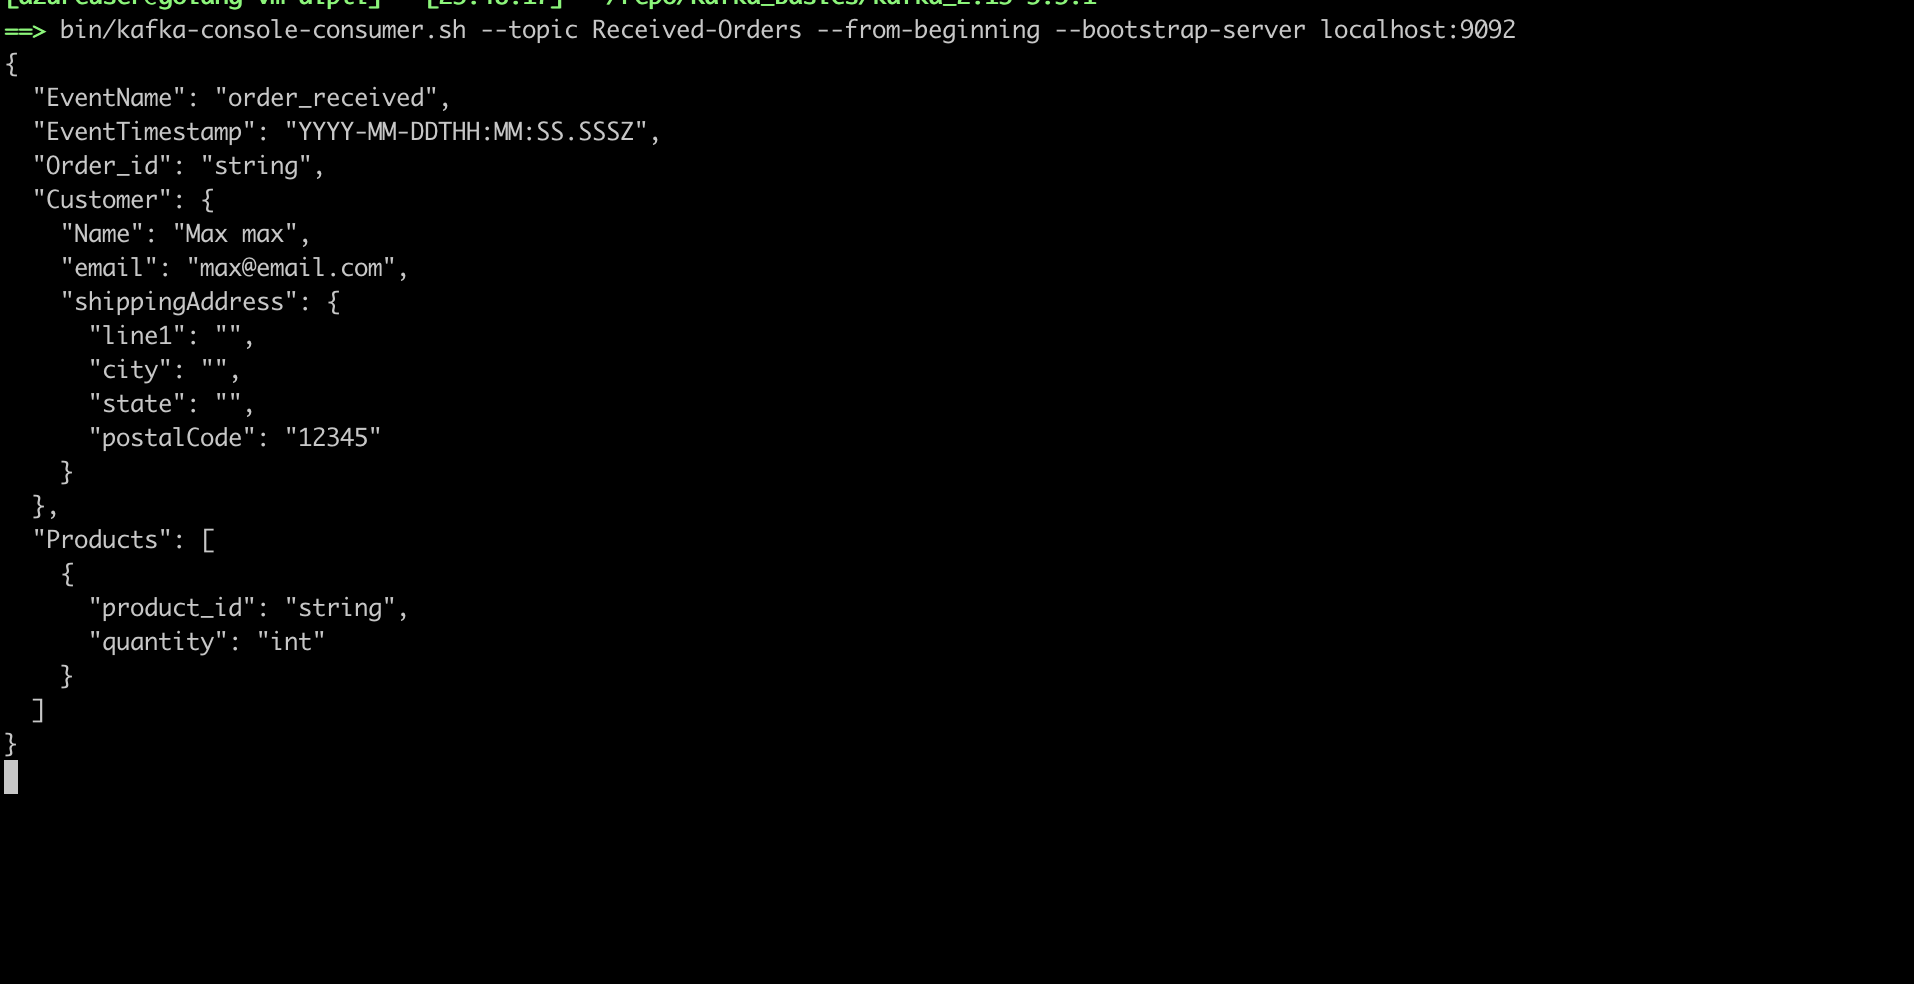 ==> bin/kafka-console-consumer.sh --topic Received-Orders --from-beginning --bootstrap-server localhost:9092
{
  "EventName": "order_received",
  "EventTimestamp": "YYYY-MM-DDTHH:MM:SS.SSSZ",
  "Order_id": "string",
  "Customer": {
    "Name": "Max max",
    "email": "max@email.com",
    "shippingAddress": {
      "line1": "",
      "city": "",
      "state": "",
      "postalCode": "12345"
    }
  },
  "Products": [
    {
      "product_id": "string",
      "quantity": "int"
    }
  ]
}